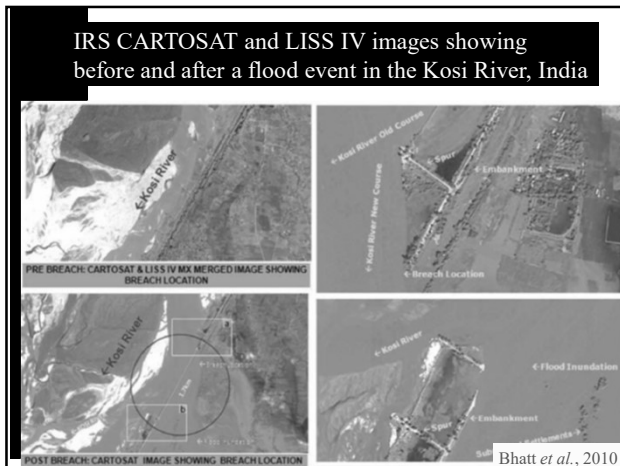 IRS CARTOSAT and LISS IV images showing
before and after a flood event in the Kosi River, India
←Kosi River
PRE BREACH: CARTOSAT & LISS IV MX MERGED IMAGE SHOWING
BREACH LOCATION
←Kosi River Old Course
←Spur
←Embankment
←Kosi River New Course
←Breach Location
←Kosi River
a
b
POST BREACH: CARTOSAT IMAGE SHOWING BREACH LOCATION
←Kosi River
←Flood Inundation
←Embankment
Spur
Bhatt et al., 2010